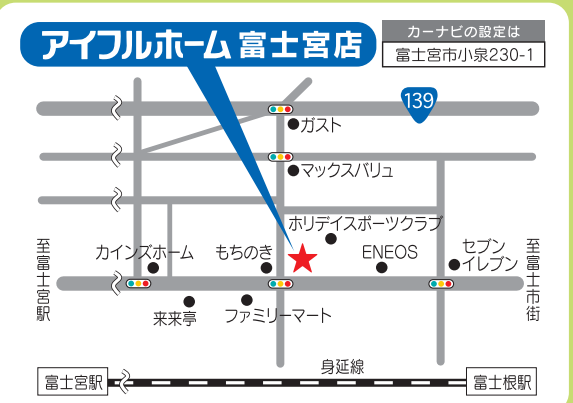 アイフルホーム 富士宮店
カーナビの設定は
富士宮市小泉230-1
139
ガスト
マックスバリュ
ホリデイスポーツクラブ
至富士宮駅
カインズホーム
もちのき
ENEOS
セブン
イレブン
至富士市街
来来亭
ファミリーマート
身延線
富士宮駅
富士根駅